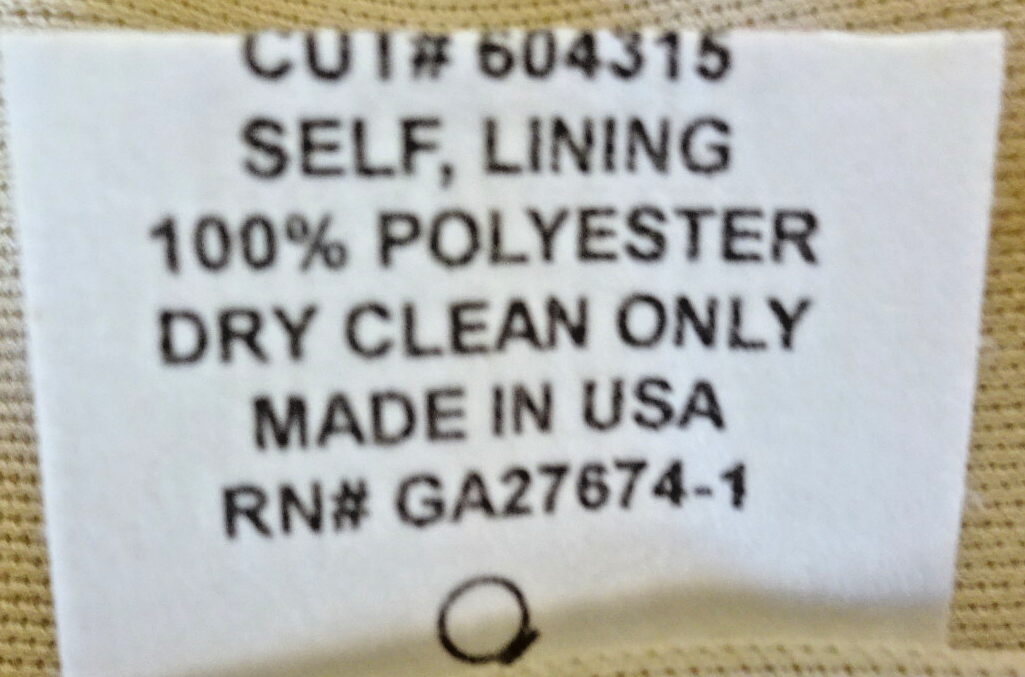 CUT# 604315
SELF, LINING
100% POLYESTER
DRY CLEAN ONLY
MADE IN USA
RN# GA27674-1